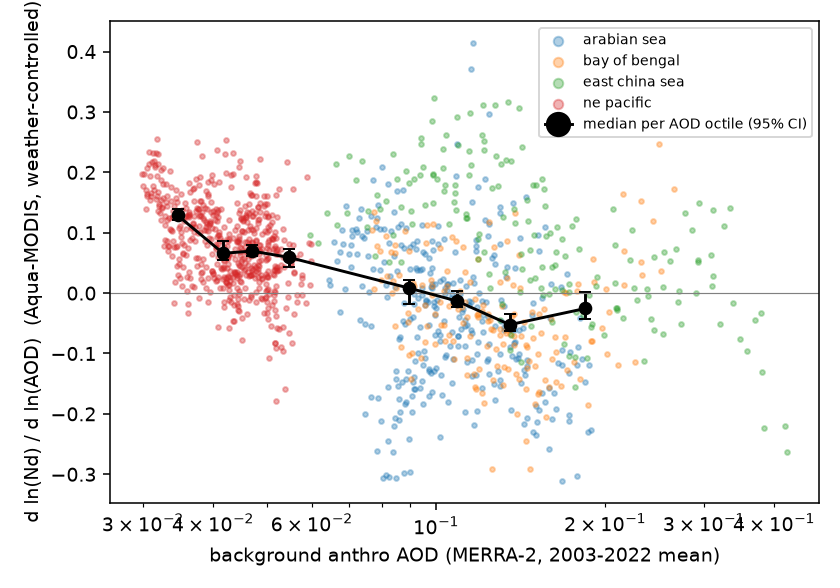 d ln(Nd) / d ln(AOD)  (Aqua-MODIS, weather-controlled)
0.4
0.3
0.2
0.1
0.0
−0.1
−0.2
−0.3
arabian sea
bay of bengal
east china sea
ne pacific
median per AOD octile (95% CI)
3 × 10⁻² 4 × 10⁻² 6 × 10⁻² 10⁻¹ 2 × 10⁻¹ 3 × 10⁻¹ 4 × 10⁻¹
background anthro AOD (MERRA-2, 2003-2022 mean)